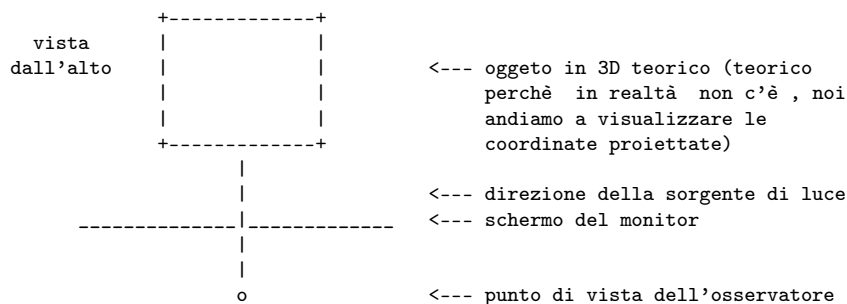 vista
dall'alto
<--- oggeto in 3D teorico (teorico
perchè in realtà non c'è , noi
andiamo a visualizzare le
coordinate proiettate)
<--- direzione della sorgente di luce
<--- schermo del monitor
o <--- punto di vista dell'osservatore